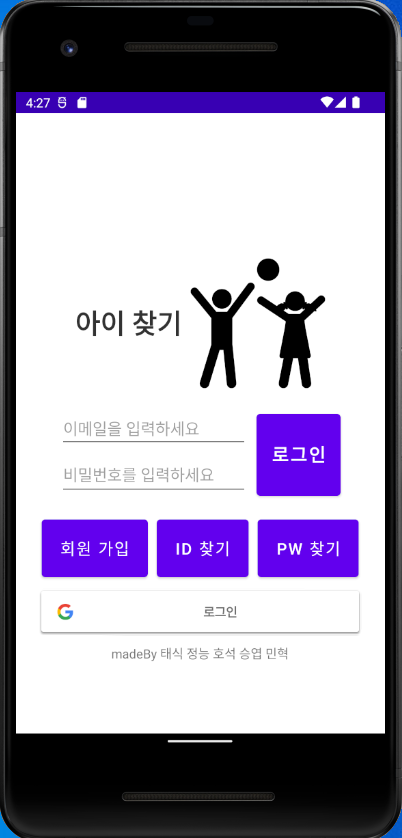 4:27
아이 찾기
이메일을 입력하세요
비밀번호를 입력하세요
로그인
회원 가입
ID 찾기
PW 찾기
G
로그인
madeBy 태식 정능 호석 승엽 민혁